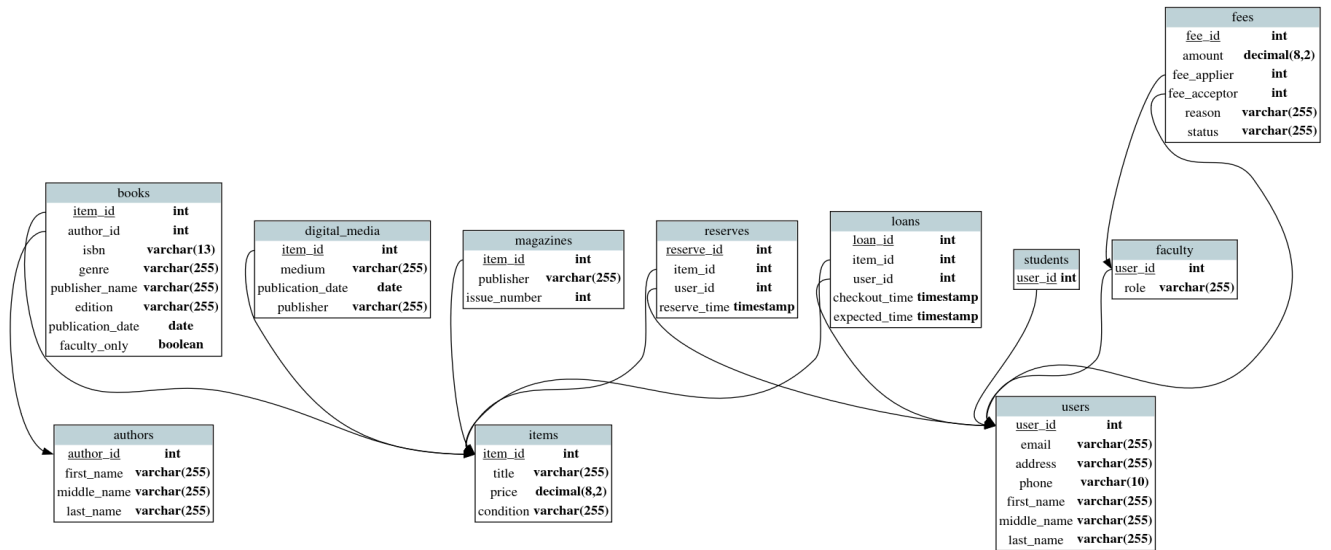 fees
fee_id int
amount decimal(8,2)
fee_applier int
fee_acceptor int
reason varchar(255)
status varchar(255)
books
item_id int
author_id int
isbn varchar(13)
genre varchar(255)
publisher_name varchar(255)
edition varchar(255)
publication_date date
faculty_only boolean
digital_media
item_id int
medium varchar(255)
publication_date date
publisher varchar(255)
magazines
item_id int
publisher varchar(255)
issue_number int
reserves
reserve_id int
item_id int
user_id int
reserve_time timestamp
loans
loan_id int
item_id int
user_id int
checkout_time timestamp
expected_time timestamp
students
user_id int
faculty
user_id int
role varchar(255)
authors
author_id int
first_name varchar(255)
middle_name varchar(255)
last_name varchar(255)
items
item_id int
title varchar(255)
price decimal(8,2)
condition varchar(255)
users
user_id int
email varchar(255)
address varchar(255)
phone varchar(10)
first_name varchar(255)
middle_name varchar(255)
last_name varchar(255)